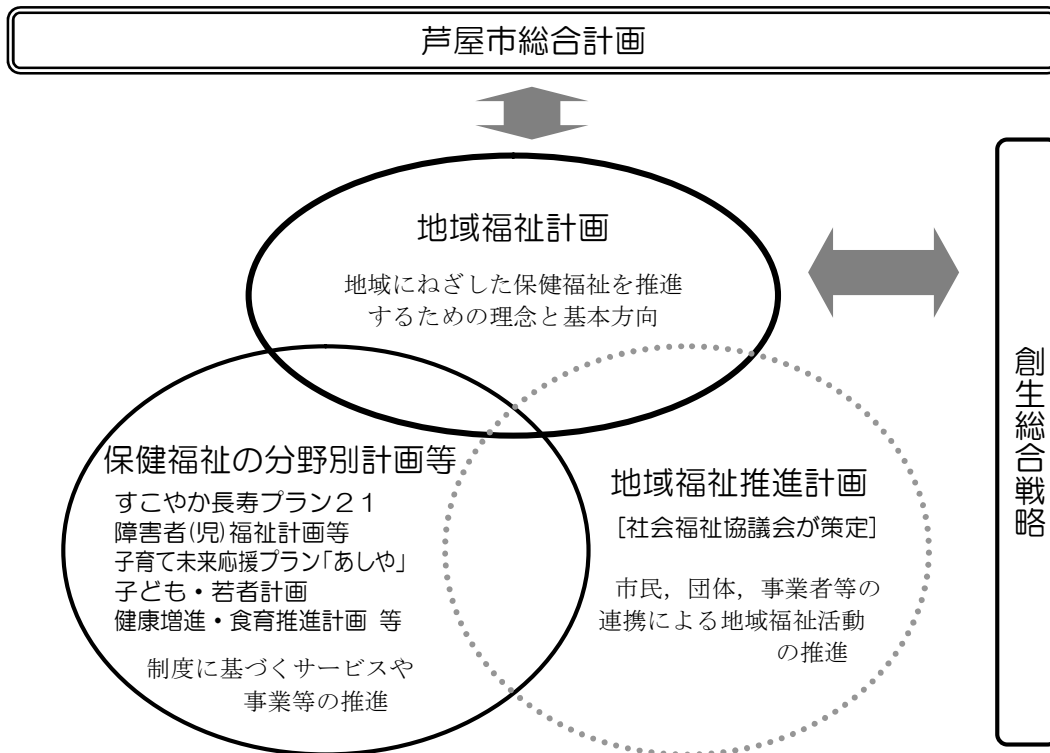 芦屋市総合計画
地域福祉計画
地域にねざした保健福祉を推進
するための理念と基本方向
創生総合戦略
保健福祉の分野別計画等
すこやか長寿プラン２１
障害者(児)福祉計画等
子育て未来応援プラン「あしや」
子ども・若者計画
健康増進・食育推進計画 等
制度に基づくサービスや
事業等の推進
地域福祉推進計画
[社会福祉協議会が策定]
市民，団体，事業者等の
連携による地域福祉活動
の推進